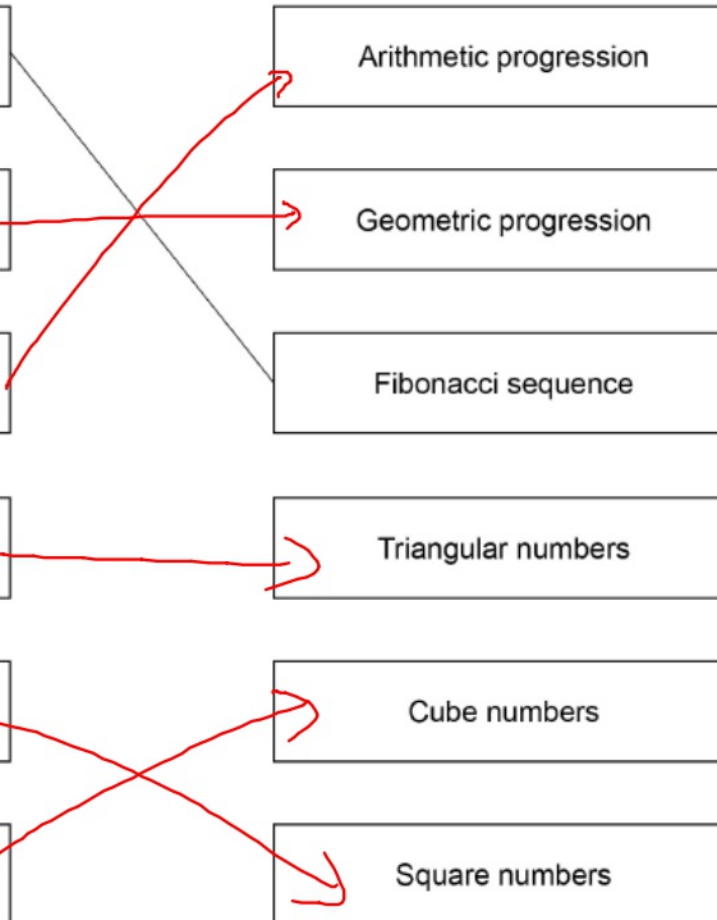 Arithmetic progression
Geometric progression
Fibonacci sequence
Triangular numbers
Cube numbers
Square numbers